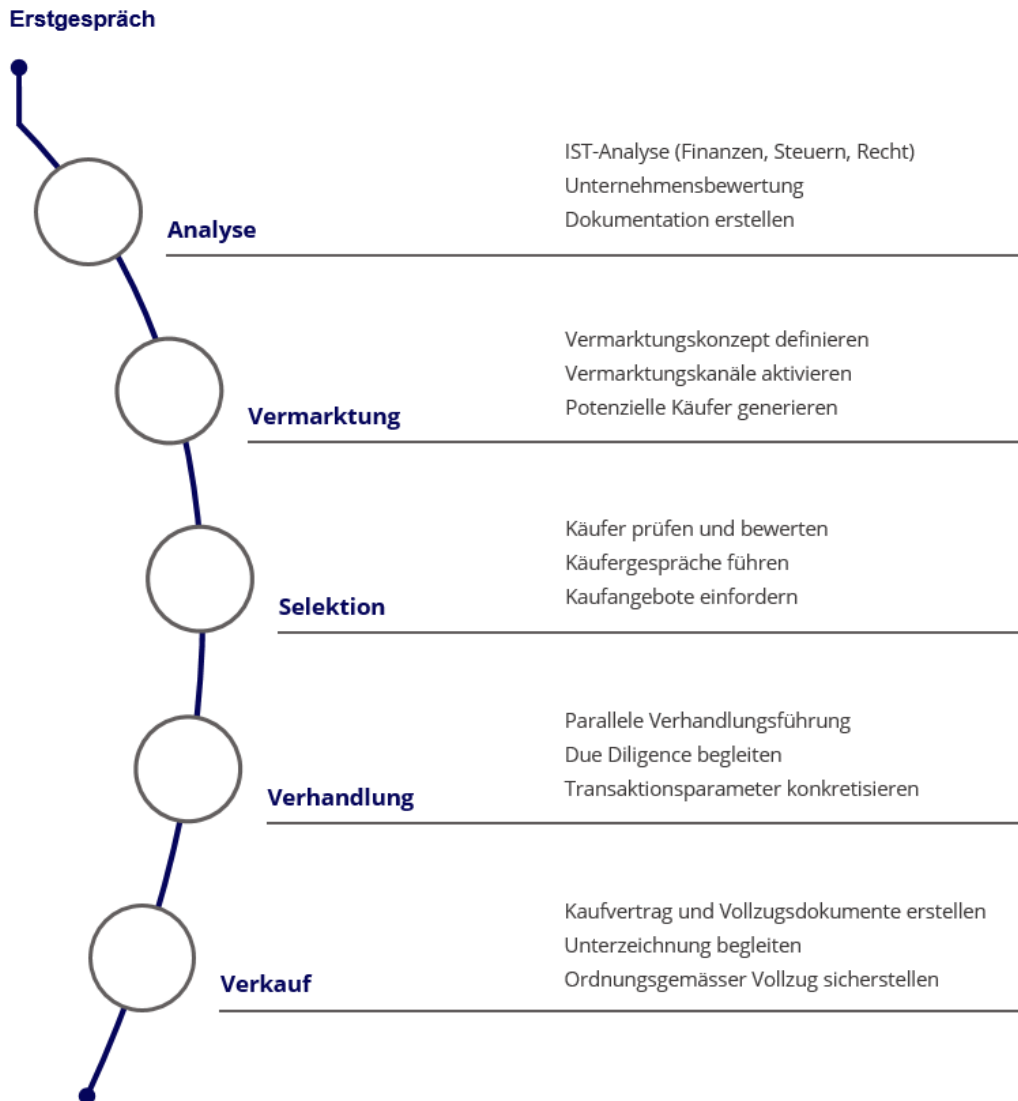 Erstgespräch
IST-Analyse (Finanzen, Steuern, Recht)
Unternehmensbewertung
Dokumentation erstellen
Analyse
Vermarktungskonzept definieren
Vermarktungskanäle aktivieren
Potenzielle Käufer generieren
Vermarktung
Käufer prüfen und bewerten
Käufergespräche führen
Kaufangebote einfordern
Selektion
Parallele Verhandlungsführung
Due Diligence begleiten
Transaktionsparameter konkretisieren
Verhandlung
Kaufvertrag und Vollzugsdokumente erstellen
Unterzeichnung begleiten
Ordnungsgemässer Vollzug sicherstellen
Verkauf